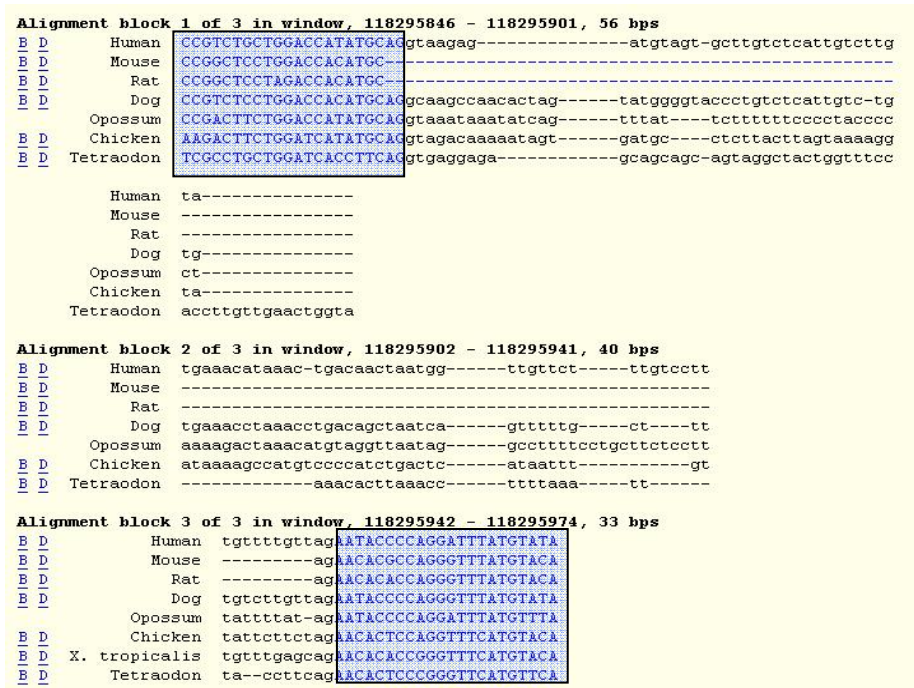 Alignment block 1 of 3 in window, 118295846 - 118295901, 56 bps
B D Human CCGTCTGCTGGACCATATGCAGgtaagag---------------atgtagt-gcttgtctcattgtcttg
B D Mouse CCGGCTCCTGGACCACATGC--------------------------------------------------
B D Rat CCGGCTCCTAGACCACATGC--------------------------------------------------
B D Dog CCGTCTCCTGGACCACATGCAGgcaagccaacactag------tatggggtaccctgtctcattgtc-tg
Opossum CCGACTTCTGGACCATATGCAGgtaaataaatatcag------tttat----tcttttttcccctacccc
B D Chicken AAGACTTCTGGATCATATGCAGgtagacaaaaatagt------gatgc----ctcttacttagtaaaagg
B D Tetraodon TCGCCTGCTGGATCACCTTCAGgtgaggaga------------gcagcagc-agtaggctactggtttcc
Human ta---------------
Mouse -----------------
Rat -----------------
Dog tg---------------
Opossum ct---------------
Chicken ta---------------
Tetraodon accttgttgaactggta
Alignment block 2 of 3 in window, 118295902 - 118295941, 40 bps
B D Human tgaaacataaac-tgacaactaatgg------ttgttct-----ttgtcctt
B D Mouse ----------------------------------------------------
B D Rat ----------------------------------------------------
B D Dog tgaaacctaaacctgacagctaatca------gtttttg-----ct----tt
Opossum aaaagactaaacatgtaggttaatag------gccttttcctgcttctcctt
B D Chicken ataaaagccatgtccccatctgactc------ataattt-----------gt
B D Tetraodon -------------aaacacttaaacc------ttttaaa-----tt------
Alignment block 3 of 3 in window, 118295942 - 118295974, 33 bps
B D Human tgttttgttagAATACCCCAGGATTTATGTATA
B D Mouse ---------agAACACGCCAGGGTTTATGTACA
B D Rat ---------agAACACACCAGGGTTTATGTACA
B D Dog tgtcttgttagAATACCCCAGGGTTTATGTATA
Opossum tattttat-agAATACCCCAGGATTTATGTTTA
B D Chicken tattcttctagAACACTCCAGGTTTCATGTACA
B D X. tropicalis tgtttgagcagAACACACCGGGTTTCATGTACA
B D Tetraodon ta--ccttcagAACACTCCCGGGTTCATGTTCA